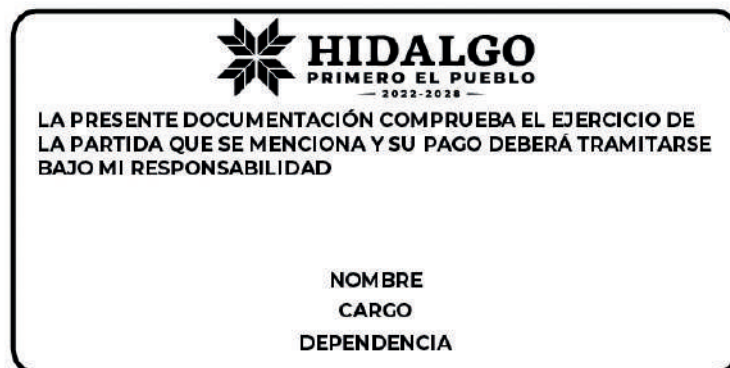 HIDALGO
PRIMERO EL PUEBLO
2022-2028
LA PRESENTE DOCUMENTACIÓN COMPRUEBA EL EJERCICIO DE
LA PARTIDA QUE SE MENCIONA Y SU PAGO DEBERÁ TRAMITARSE
BAJO MI RESPONSABILIDAD
NOMBRE
CARGO
DEPENDENCIA